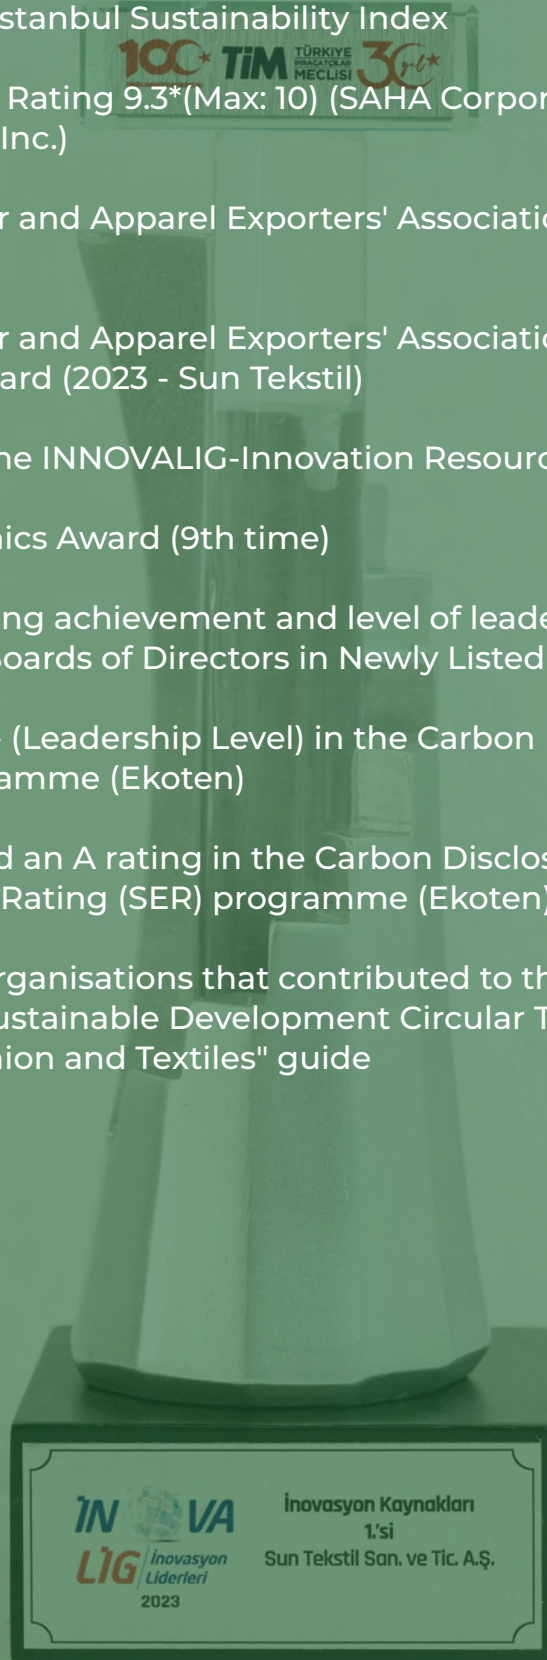 stanbul Sustainability Index
100 TİM TÜRKİYE İHRACATÇILAR MECLİSİ 30 yıl
Rating 9.3*(Max: 10) (SAHA Corpor
Inc.)
r and Apparel Exporters' Associatio
r and Apparel Exporters' Associatio
ard (2023 - Sun Tekstil)
he INNOVALIG-Innovation Resourc
ics Award (9th time)
ng achievement and level of leade
Boards of Directors in Newly Listed
(Leadership Level) in the Carbon
amme (Ekoten)
d an A rating in the Carbon Disclos
Rating (SER) programme (Ekoten)
rganisations that contributed to th
ustainable Development Circular T
ion and Textiles" guide
İNOVA
LİG İnovasyon
Liderleri
2023
İnovasyon Kaynakları
1.'si
Sun Tekstil San. ve Tic. A.Ş.